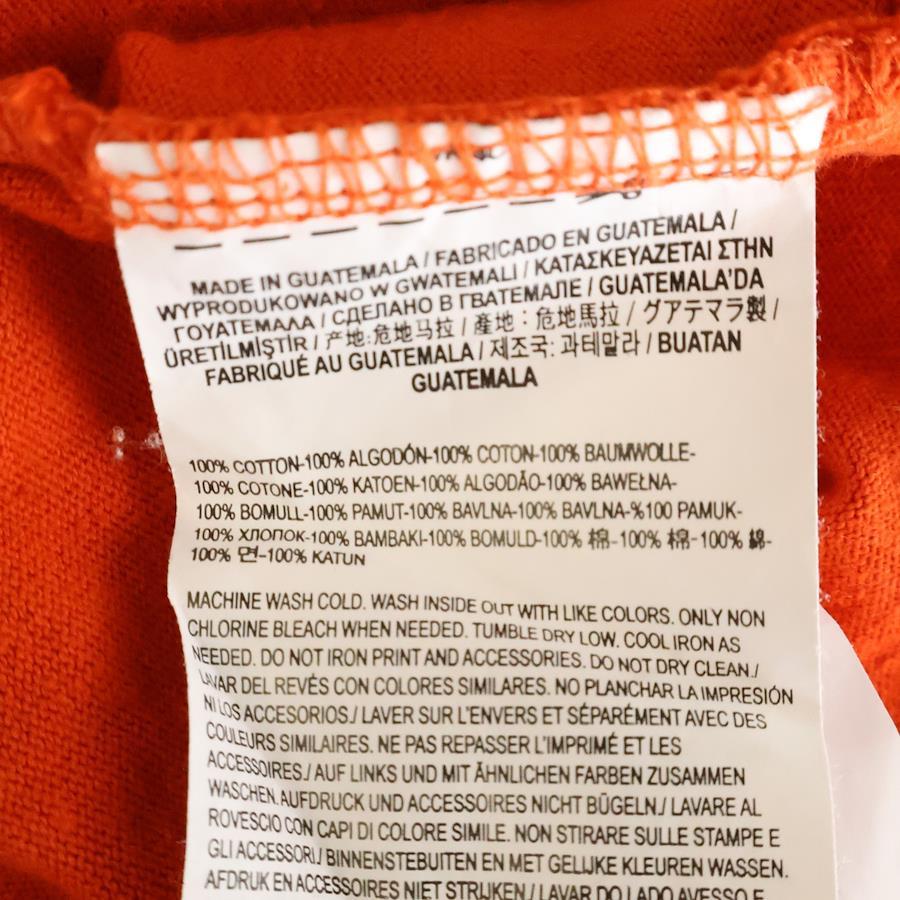 MADE IN GUATEMALA / FABRICADO EN GUATEMALA /
WYPRODUKOWANO W GWATEMALI / ΚΑΤΑΣΚΕΥΑΖΕΤΑΙ ΣΤΗΝ
ΓΟΥΑΤΕΜΑΛΑ / СДЕЛАНО В ГВАТЕМАЛЕ / GUATEMALA'DA
ÜRETİLMİŞTİR / 产地:危地马拉 / 產地:危地馬拉 / グアテマラ製 /
FABRIQUÉ AU GUATEMALA / 제조국: 과테말라 / BUATAN
GUATEMALA
100% COTTON-100% ALGODÓN-100% COTON-100% BAUMWOLLE-
100% COTONE-100% KATOEN-100% ALGODÃO-100% BAWEŁNA-
100% BOMULL-100% PAMUT-100% BAVLNA-100% BAVLNA-%100 PAMUK-
100% ХЛОПОК-100% BAMBAKI-100% BOMULD-100% 棉-100% 棉-100% 綿-
100% 면-100% KATUN
MACHINE WASH COLD. WASH INSIDE OUT WITH LIKE COLORS. ONLY NON
CHLORINE BLEACH WHEN NEEDED. TUMBLE DRY LOW. COOL IRON AS
NEEDED. DO NOT IRON PRINT AND ACCESSORIES. DO NOT DRY CLEAN./
LAVAR DEL REVÉS CON COLORES SIMILARES. NO PLANCHAR LA IMPRESIÓN
NI LOS ACCESORIOS./ LAVER SUR L'ENVERS ET SÉPARÉMENT AVEC DES
COULEURS SIMILAIRES. NE PAS REPASSER L'IMPRIMÉ ET LES
ACCESSOIRES./ AUF LINKS UND MIT ÄHNLICHEN FARBEN ZUSAMMEN
WASCHEN. AUFDRUCK UND ACCESSOIRES NICHT BÜGELN./ LAVARE AL
ROVESCIO CON CAPI DI COLORE SIMILE. NON STIRARE SULLE STAMPE E
GLI ACCESSORI./ BINNENSTEBUITEN EN MET GELIJKE KLEUREN WASSEN.
AFDRUK EN ACCESSOIRES NIET STRIJKEN./ LAVAR DO LADO AVESSO E